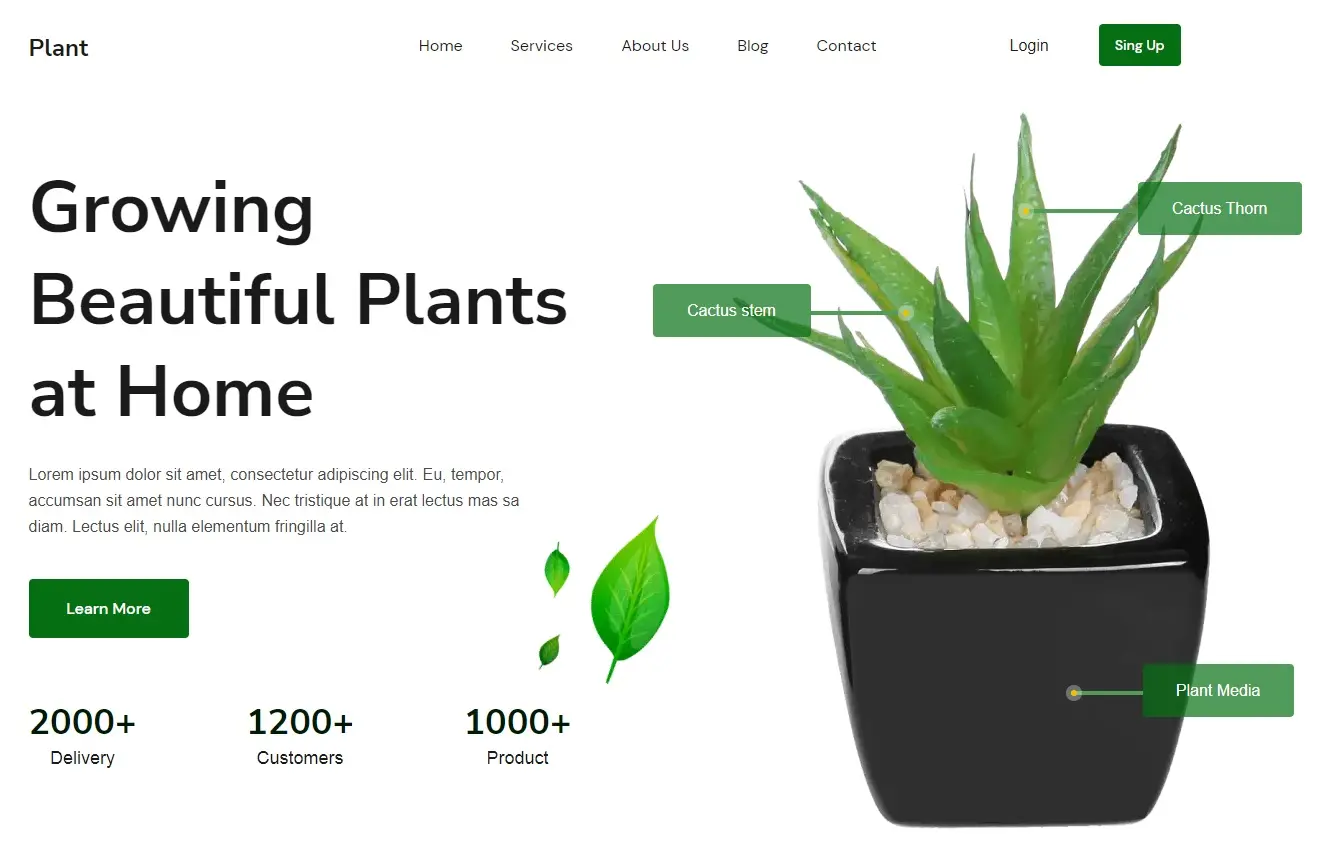 Plant
Home
Services
About Us
Blog
Contact
Login
Sing Up
Growing
Beautiful Plants
at Home
Lorem ipsum dolor sit amet, consectetur adipiscing elit. Eu, tempor,
accumsan sit amet nunc cursus. Nec tristique at in erat lectus mas sa
diam. Lectus elit, nulla elementum fringilla at.
Learn More
2000+
Delivery
1200+
Customers
1000+
Product
Cactus Thorn
Cactus stem
Plant Media